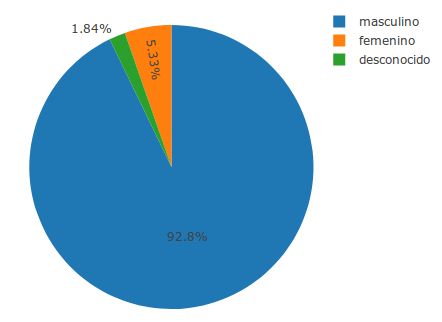 1.84%
5.33%
92.8%
masculino
femenino
desconocido